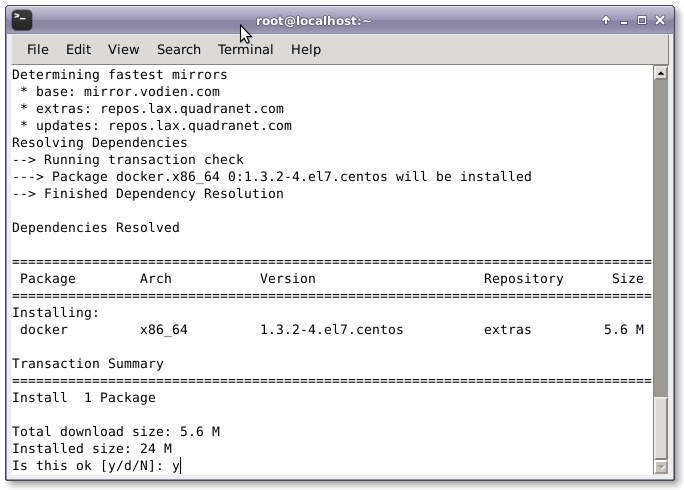 root@localhost:~
File Edit View Search Terminal Help
Determining fastest mirrors
 * base: mirror.vodien.com
 * extras: repos.lax.quadranet.com
 * updates: repos.lax.quadranet.com
Resolving Dependencies
--> Running transaction check
---> Package docker.x86_64 0:1.3.2-4.el7.centos will be installed
--> Finished Dependency Resolution
Dependencies Resolved
================================================================================
 Package        Arch           Version                     Repository      Size
================================================================================
Installing:
 docker         x86_64         1.3.2-4.el7.centos          extras         5.6 M
Transaction Summary
================================================================================
Install  1 Package
Total download size: 5.6 M
Installed size: 24 M
Is this ok [y/d/N]: y